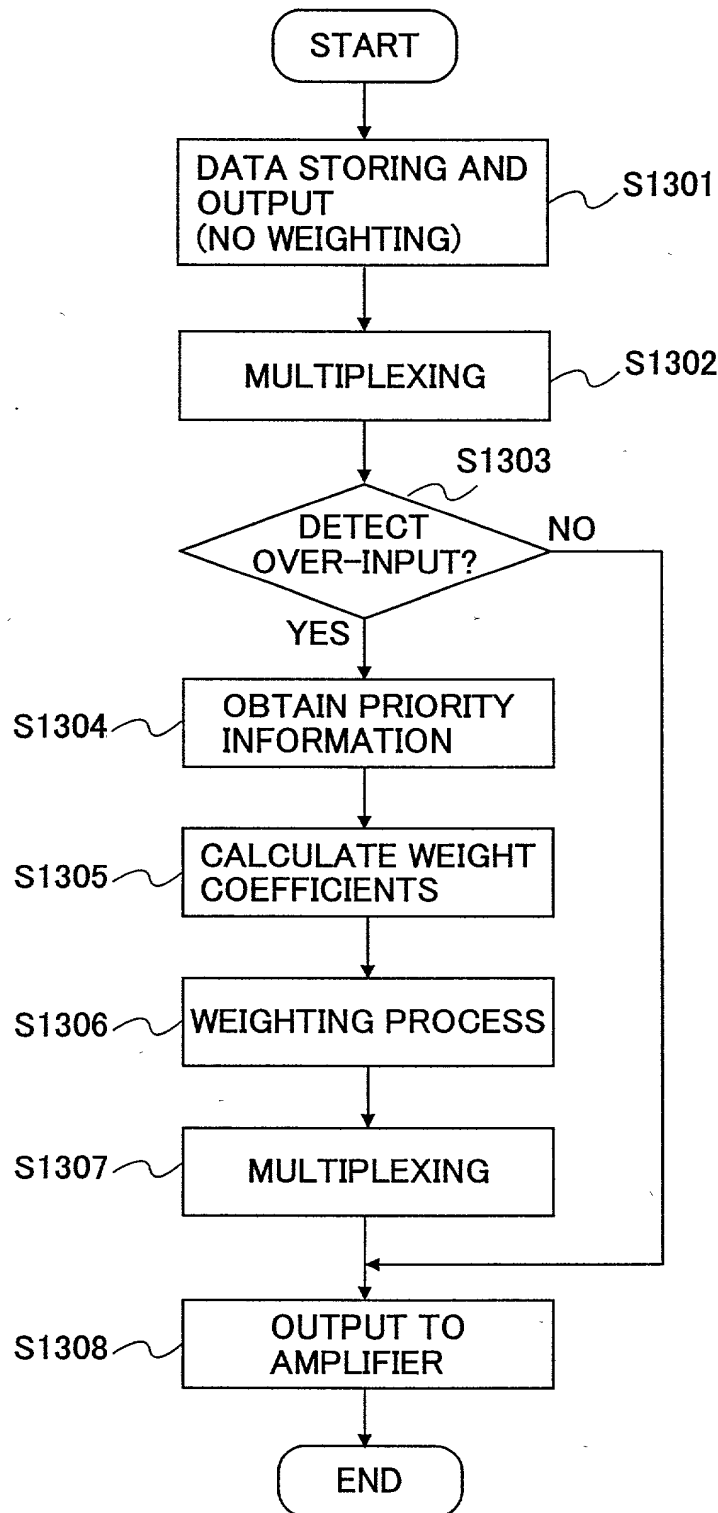 START
DATA STORING AND
OUTPUT
(NO WEIGHTING)
S1301
MULTIPLEXING
S1302
S1303
DETECT
OVER-INPUT?
NO
YES
S1304
OBTAIN PRIORITY
INFORMATION
S1305
CALCULATE WEIGHT
COEFFICIENTS
S1306
WEIGHTING PROCESS
S1307
MULTIPLEXING
S1308
OUTPUT TO
AMPLIFIER
END